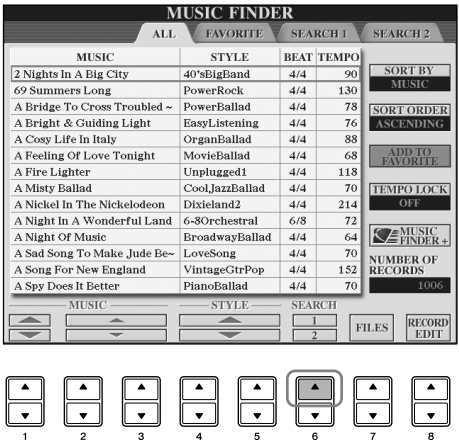 MUSIC FINDER
ALL FAVORITE SEARCH 1 SEARCH 2
MUSIC STYLE BEAT TEMPO
2 Nights In A Big City 40'sBigBand 4/4 90
69 Summers Long PowerRock 4/4 130
A Bridge To Cross Troubled ~ PowerBallad 4/4 78
A Bright & Guiding Light EasyListening 4/4 76
A Cosy Life In Italy OrganBallad 4/4 88
A Feeling Of Love Tonight MovieBallad 4/4 68
A Fire Lighter Unplugged1 4/4 118
A Misty Ballad CoolJazzBallad 4/4 70
A Nickel In The Nickelodeon Dixieland2 4/4 214
A Night In A Wonderful Land 6-8Orchestral 6/8 72
A Night Of Music BroadwayBallad 4/4 64
A Sad Song To Make Jude Be~ LoveSong 4/4 70
A Song For New England VintageGtrPop 4/4 152
A Spy Does It Better PianoBallad 4/4 70
SORT BY
MUSIC
SORT ORDER
ASCENDING
ADD TO
FAVORITE
TEMPO LOCK
OFF
MUSIC
FINDER +
NUMBER OF
RECORDS
1006
MUSIC STYLE SEARCH
1
2
FILES
RECORD
EDIT
1 2 3 4 5 6 7 8